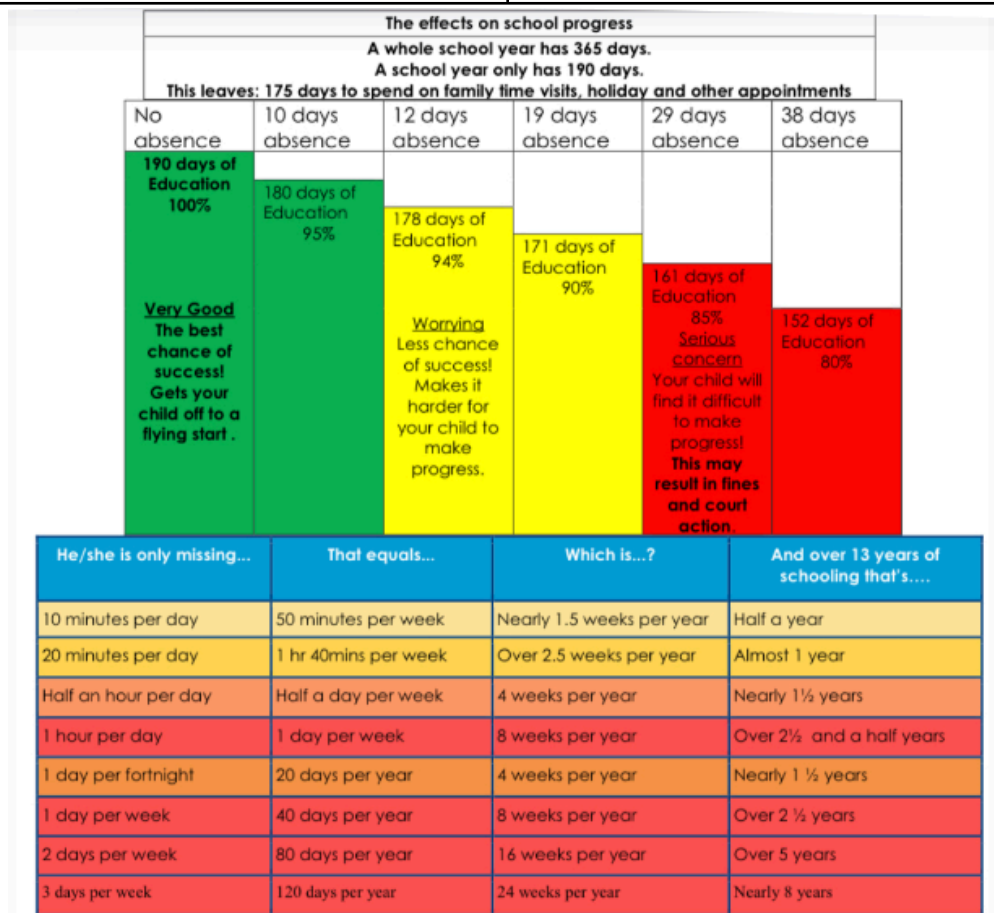 The effects on school progress
A whole school year has 365 days.
A school year only has 190 days.
This leaves: 175 days to spend on family time visits, holiday and other appointments
No
absence
10 days
absence
12 days
absence
19 days
absence
29 days
absence
38 days
absence
190 days of
Education
100%
Very Good
The best
chance of
success!
Gets your
child off to a
flying start .
180 days of
Education
95%
178 days of
Education
94%
Worrying
Less chance
of success!
Makes it
harder for
your child to
make
progress.
171 days of
Education
90%
161 days of
Education
85%
Serious
concern
Your child will
find it difficult
to make
progress!
This may
result in fines
and court
action.
152 days of
Education
80%
He/she is only missing...
That equals...
Which is...?
And over 13 years of
schooling that's....
10 minutes per day
50 minutes per week
Nearly 1.5 weeks per year
Half a year
20 minutes per day
1 hr 40mins per week
Over 2.5 weeks per year
Almost 1 year
Half an hour per day
Half a day per week
4 weeks per year
Nearly 1½ years
1 hour per day
1 day per week
8 weeks per year
Over 2½ and a half years
1 day per fortnight
20 days per year
4 weeks per year
Nearly 1 ½ years
1 day per week
40 days per year
8 weeks per year
Over 2 ½ years
2 days per week
80 days per year
16 weeks per year
Over 5 years
3 days per week
120 days per year
24 weeks per year
Nearly 8 years